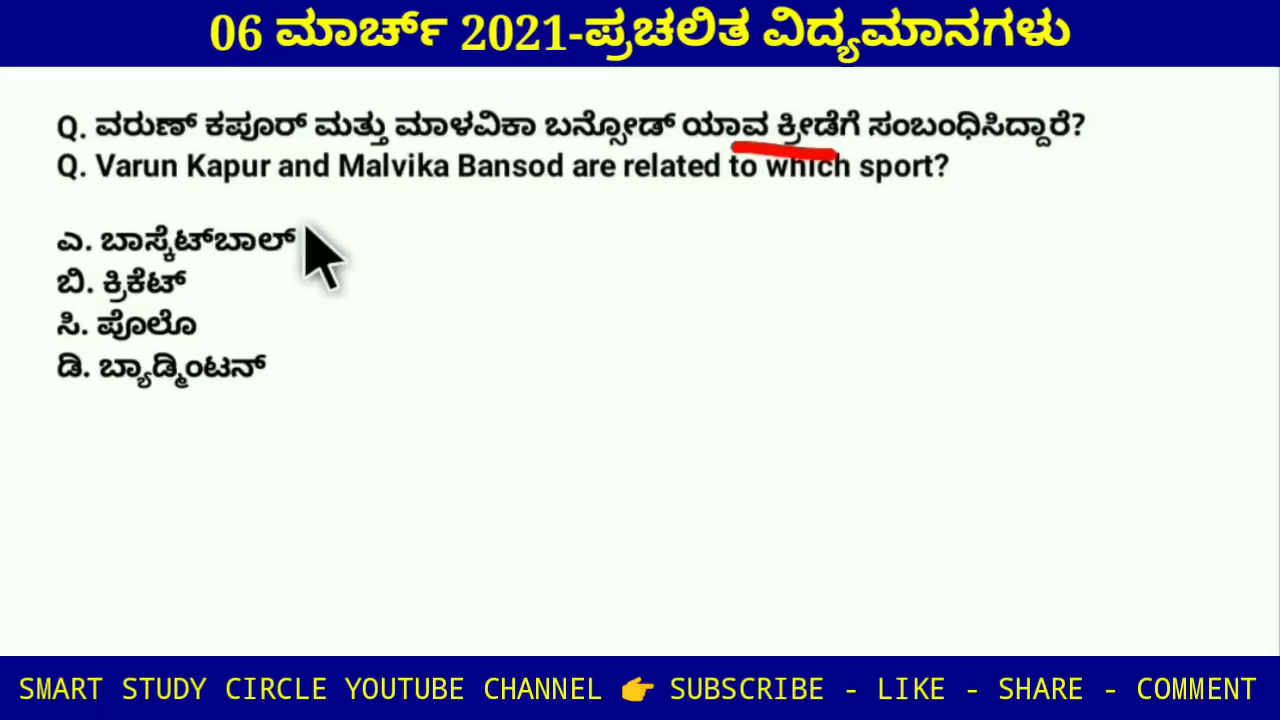 06 ಮಾರ್ಚ್ 2021-ಪ್ರಚಲಿತ ವಿದ್ಯಮಾನಗಳು
Q. ವರುಣ್ ಕಪೂರ್ ಮತ್ತು ಮಾಳವಿಕಾ ಬನ್ಸೋಡ್ ಯಾವ ಕ್ರೀಡೆಗೆ ಸಂಬಂಧಿಸಿದ್ದಾರೆ?
Q. Varun Kapur and Malvika Bansod are related to which sport?
ಎ. ಬಾಸ್ಕೆಟ್‌ಬಾಲ್
ಬಿ. ಕ್ರಿಕೆಟ್
ಸಿ. ಪೊಲೊ
ಡಿ. ಬ್ಯಾಡ್ಮಿಂಟನ್
SMART STUDY CIRCLE YOUTUBE CHANNEL 👉 SUBSCRIBE - LIKE - SHARE - COMMENT